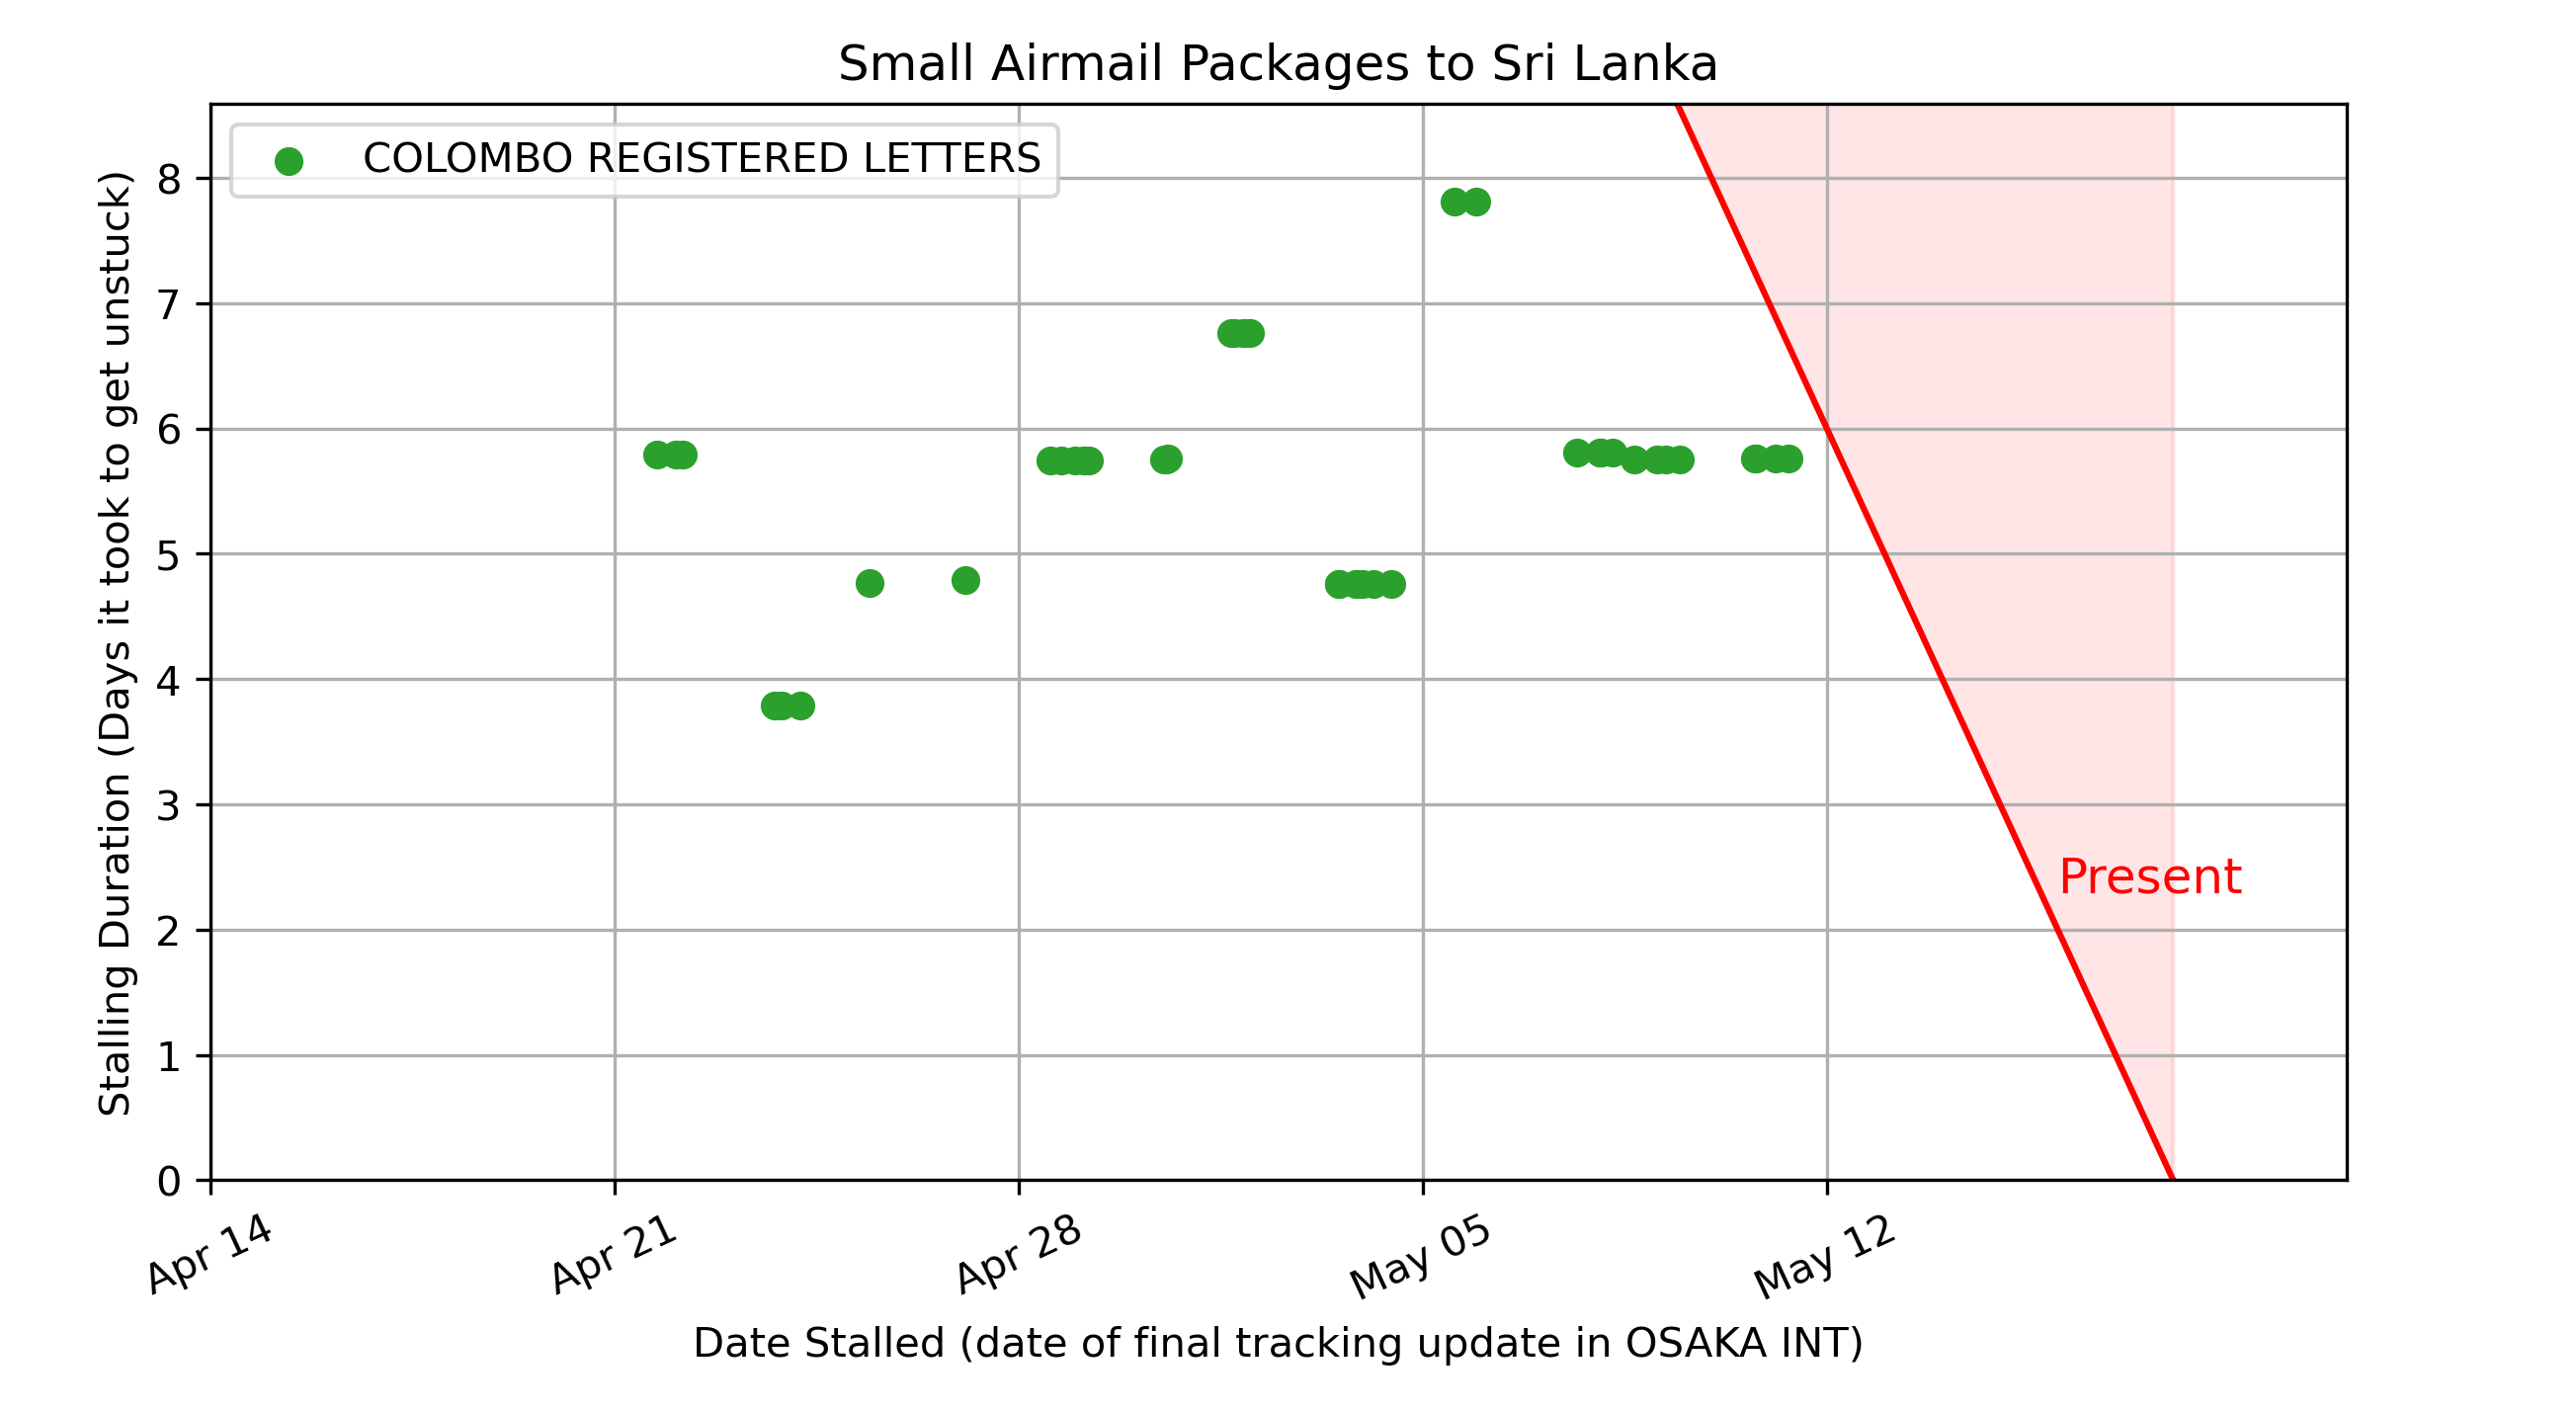 Small Airmail Packages to Sri Lanka
COLOMBO REGISTERED LETTERS
Stalling Duration (Days it took to get unstuck)
8
7
6
5
4
3
2
1
0
Present
Apr 14
Apr 21
Apr 28
May 05
May 12
Date Stalled (date of final tracking update in OSAKA INT)